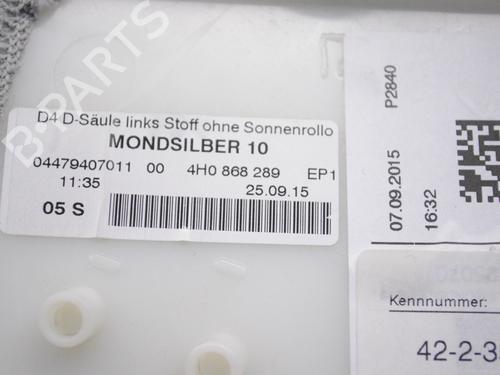 D4 D-Säule links Stoff ohne Sonnenrollo
MONDSILBER 10
04479407011 00 4H0 868 289 EP1
11:35 25.09.15
05 S
P2840
07.09.2015
16:32
Kennnummer:
42-2-3
B-PARTS